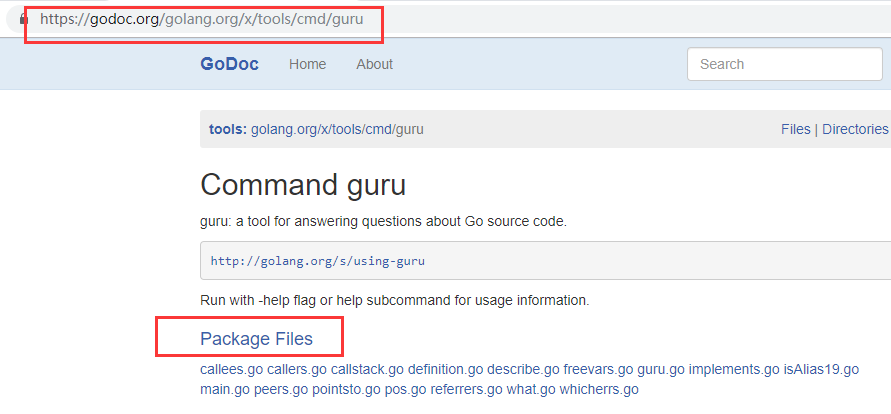 https://godoc.org/golang.org/x/tools/cmd/guru
GoDoc Home About Search
tools: golang.org/x/tools/cmd/guru Files | Directories
Command guru
guru: a tool for answering questions about Go source code.
http://golang.org/s/using-guru
Run with -help flag or help subcommand for usage information.
Package Files
callees.go callers.go callstack.go definition.go describe.go freevars.go guru.go implements.go isAlias19.go
main.go peers.go pointsto.go pos.go referrers.go what.go whicherrs.go